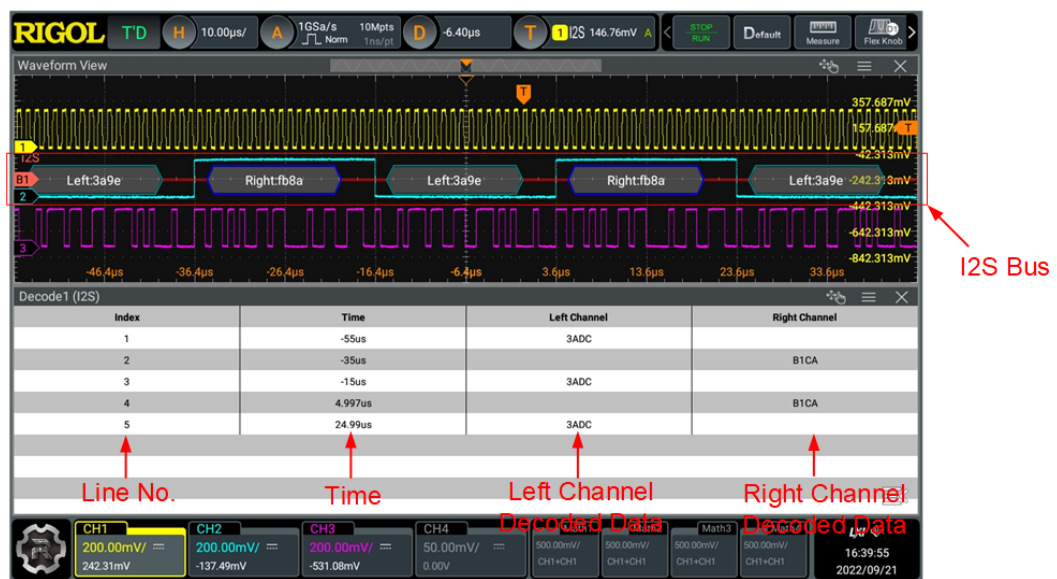 RIGOL T'D H 10.00μs/ A 1GSa/s Norm 10Mpts 1ns/pt D -6.40μs T 1 I2S 146.76mV A STOP RUN Default Measure Flex Knob
Waveform View
T
357.687mV
157.687 T
1
-42.313mV
I2S
B1 Left:3a9e Right:fb8a Left:3a9e Right:fb8a Left:3a9e -242.313mV
2
-442.313mV
-642.313mV
3
-842.313mV
I2S Bus
-46.4μs -36.4μs -26.4μs -16.4μs -6.4μs 3.6μs 13.6μs 23.6μs 33.6μs
Decode1 (I2S)
Index Time Left Channel Right Channel
1 -55us 3ADC
2 -35us B1CA
3 -15us 3ADC
4 4.997us B1CA
5 24.99us 3ADC
Line No. Time Left Channel Decoded Data Right Channel Decoded Data
CH1 CH2 CH3 CH4 Math3
200.00mV/ 200.00mV/ 200.00mV/ 50.00mV/ 500.00mV/ 500.00mV/ 500.00mV/ 500.00mV/
242.31mV -137.49mV -531.08mV 0.00V CH1+CH1 CH1+CH1 CH1+CH1 CH1+CH1
16:39:55
2022/09/21